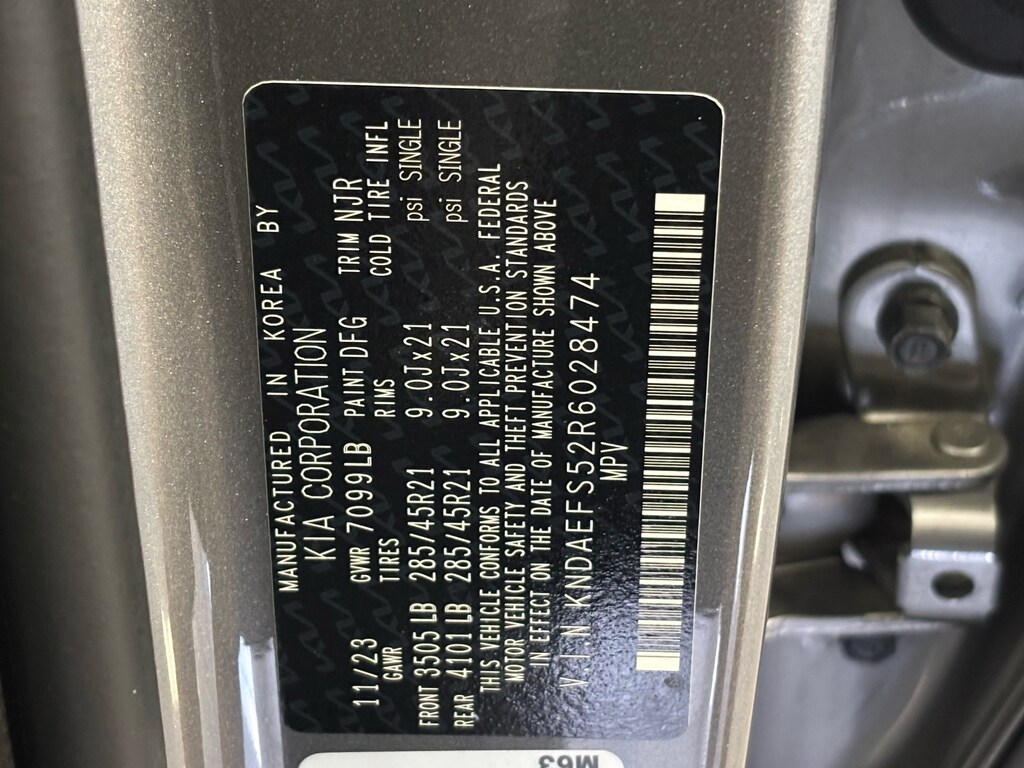 MANUFACTURED IN KOREA BY
KIA CORPORATION
11/23 GVWR 7099LB PAINT DFG TRIM NJR
GAWR TIRES RIMS COLD TIRE INFL
FRONT 3505LB 285/45R21 9.0Jx21 psi SINGLE
REAR 4101LB 285/45R21 9.0Jx21 psi SINGLE
THIS VEHICLE CONFORMS TO ALL APPLICABLE U.S.A. FEDERAL
MOTOR VEHICLE SAFETY AND THEFT PREVENTION STANDARDS
IN EFFECT ON THE DATE OF MANUFACTURE SHOWN ABOVE
V.I.N KNDAEFS52R6028474
MPV
M63